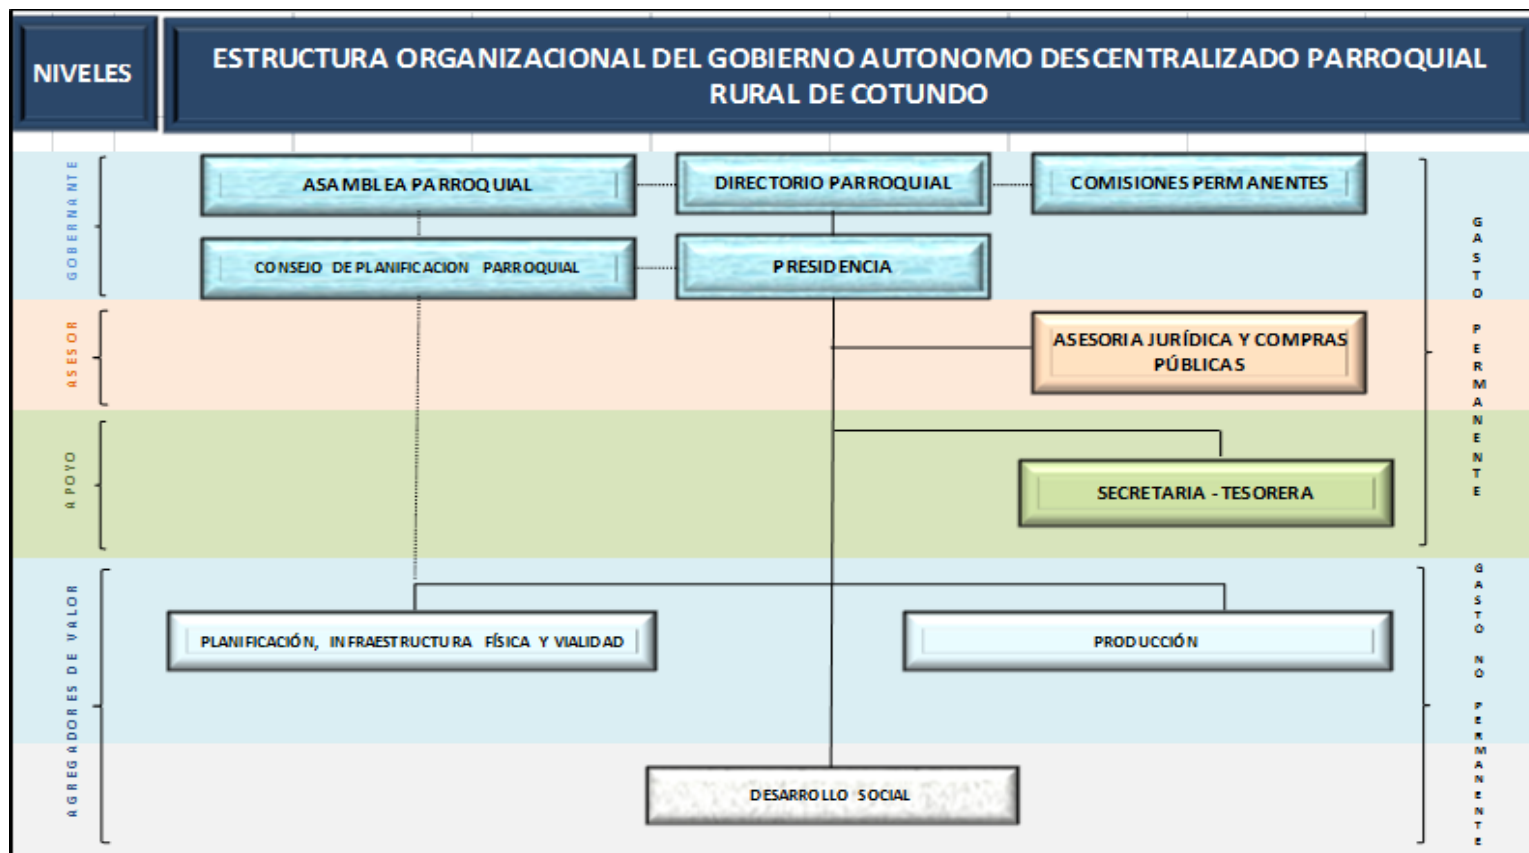 NIVELES
ESTRUCTURA ORGANIZACIONAL DEL GOBIERNO AUTONOMO DESCENTRALIZADO PARROQUIAL
RURAL DE COTUNDO
GOBERNANTE
ASAMBLEA PARROQUIAL
DIRECTORIO PARROQUIAL
COMISIONES PERMANENTES
CONSEJO DE PLANIFICACION PARROQUIAL
PRESIDENCIA
GASTO PERMANENTE
ASESOR
ASESORIA JURÍDICA Y COMPRAS
PÚBLICAS
APOYO
SECRETARIA - TESORERA
AGREGADORES DE VALOR
PLANIFICACIÓN, INFRAESTRUCTURA FÍSICA Y VIALIDAD
PRODUCCIÓN
GASTO NO PERMANENTE
DESARROLLO SOCIAL